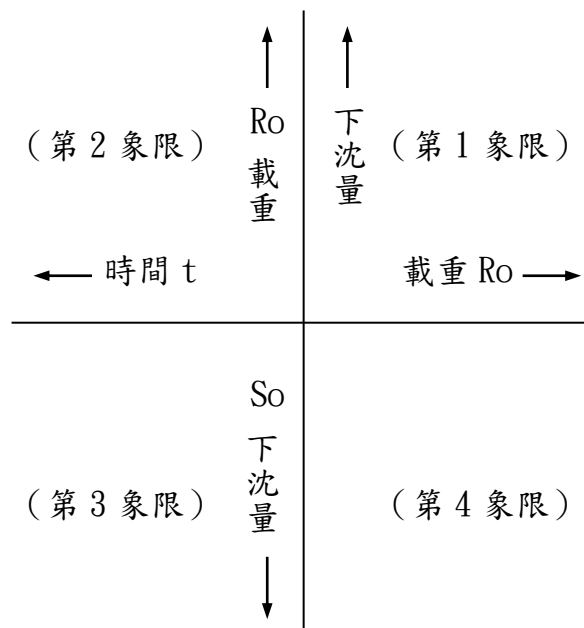 (第 2 象限)
Ro 載重
下沈量
(第 1 象限)
時間 t
載重 Ro
(第 3 象限)
So 下沈量
(第 4 象限)